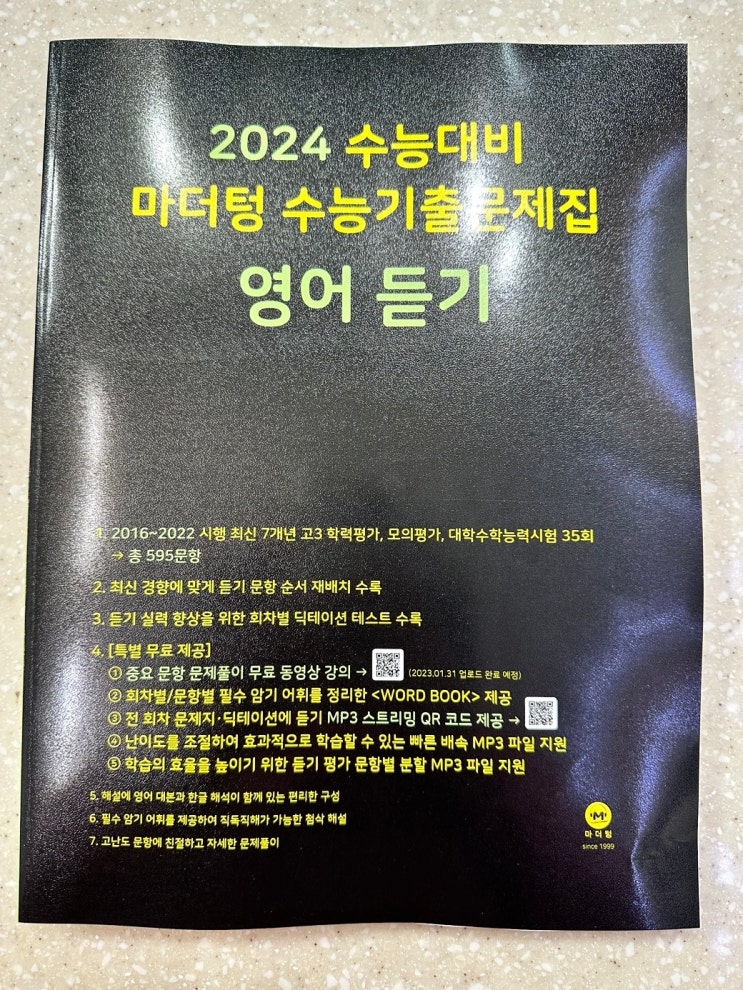 2024 수능대비
마더텅 수능기출문제집
영어 듣기
1. 2016~2022 시행 최신 7개년 고3 학력평가, 모의평가, 대학수학능력시험 35회
→ 총 595문항
2. 최신 경향에 맞게 듣기 문항 순서 재배치 수록
3. 듣기 실력 향상을 위한 회차별 딕테이션 테스트 수록
4. [특별 무료 제공]
① 중요 문항 문제풀이 무료 동영상 강의 → (2023.01.31 업로드 완료 예정)
② 회차별/문항별 필수 암기 어휘를 정리한 <WORD BOOK> 제공
③ 전 회차 문제지·딕테이션에 듣기 MP3 스트리밍 QR 코드 제공 →
④ 난이도를 조절하여 효과적으로 학습할 수 있는 빠른 배속 MP3 파일 지원
⑤ 학습의 효율을 높이기 위한 듣기 평가 문항별 분할 MP3 파일 지원
5. 해설에 영어 대본과 한글 해석이 함께 있는 편리한 구성
6. 필수 암기 어휘를 제공하여 직독직해가 가능한 첨삭 해설
7. 고난도 문항에 친절하고 자세한 문제풀이
M
마더텅
since 1999